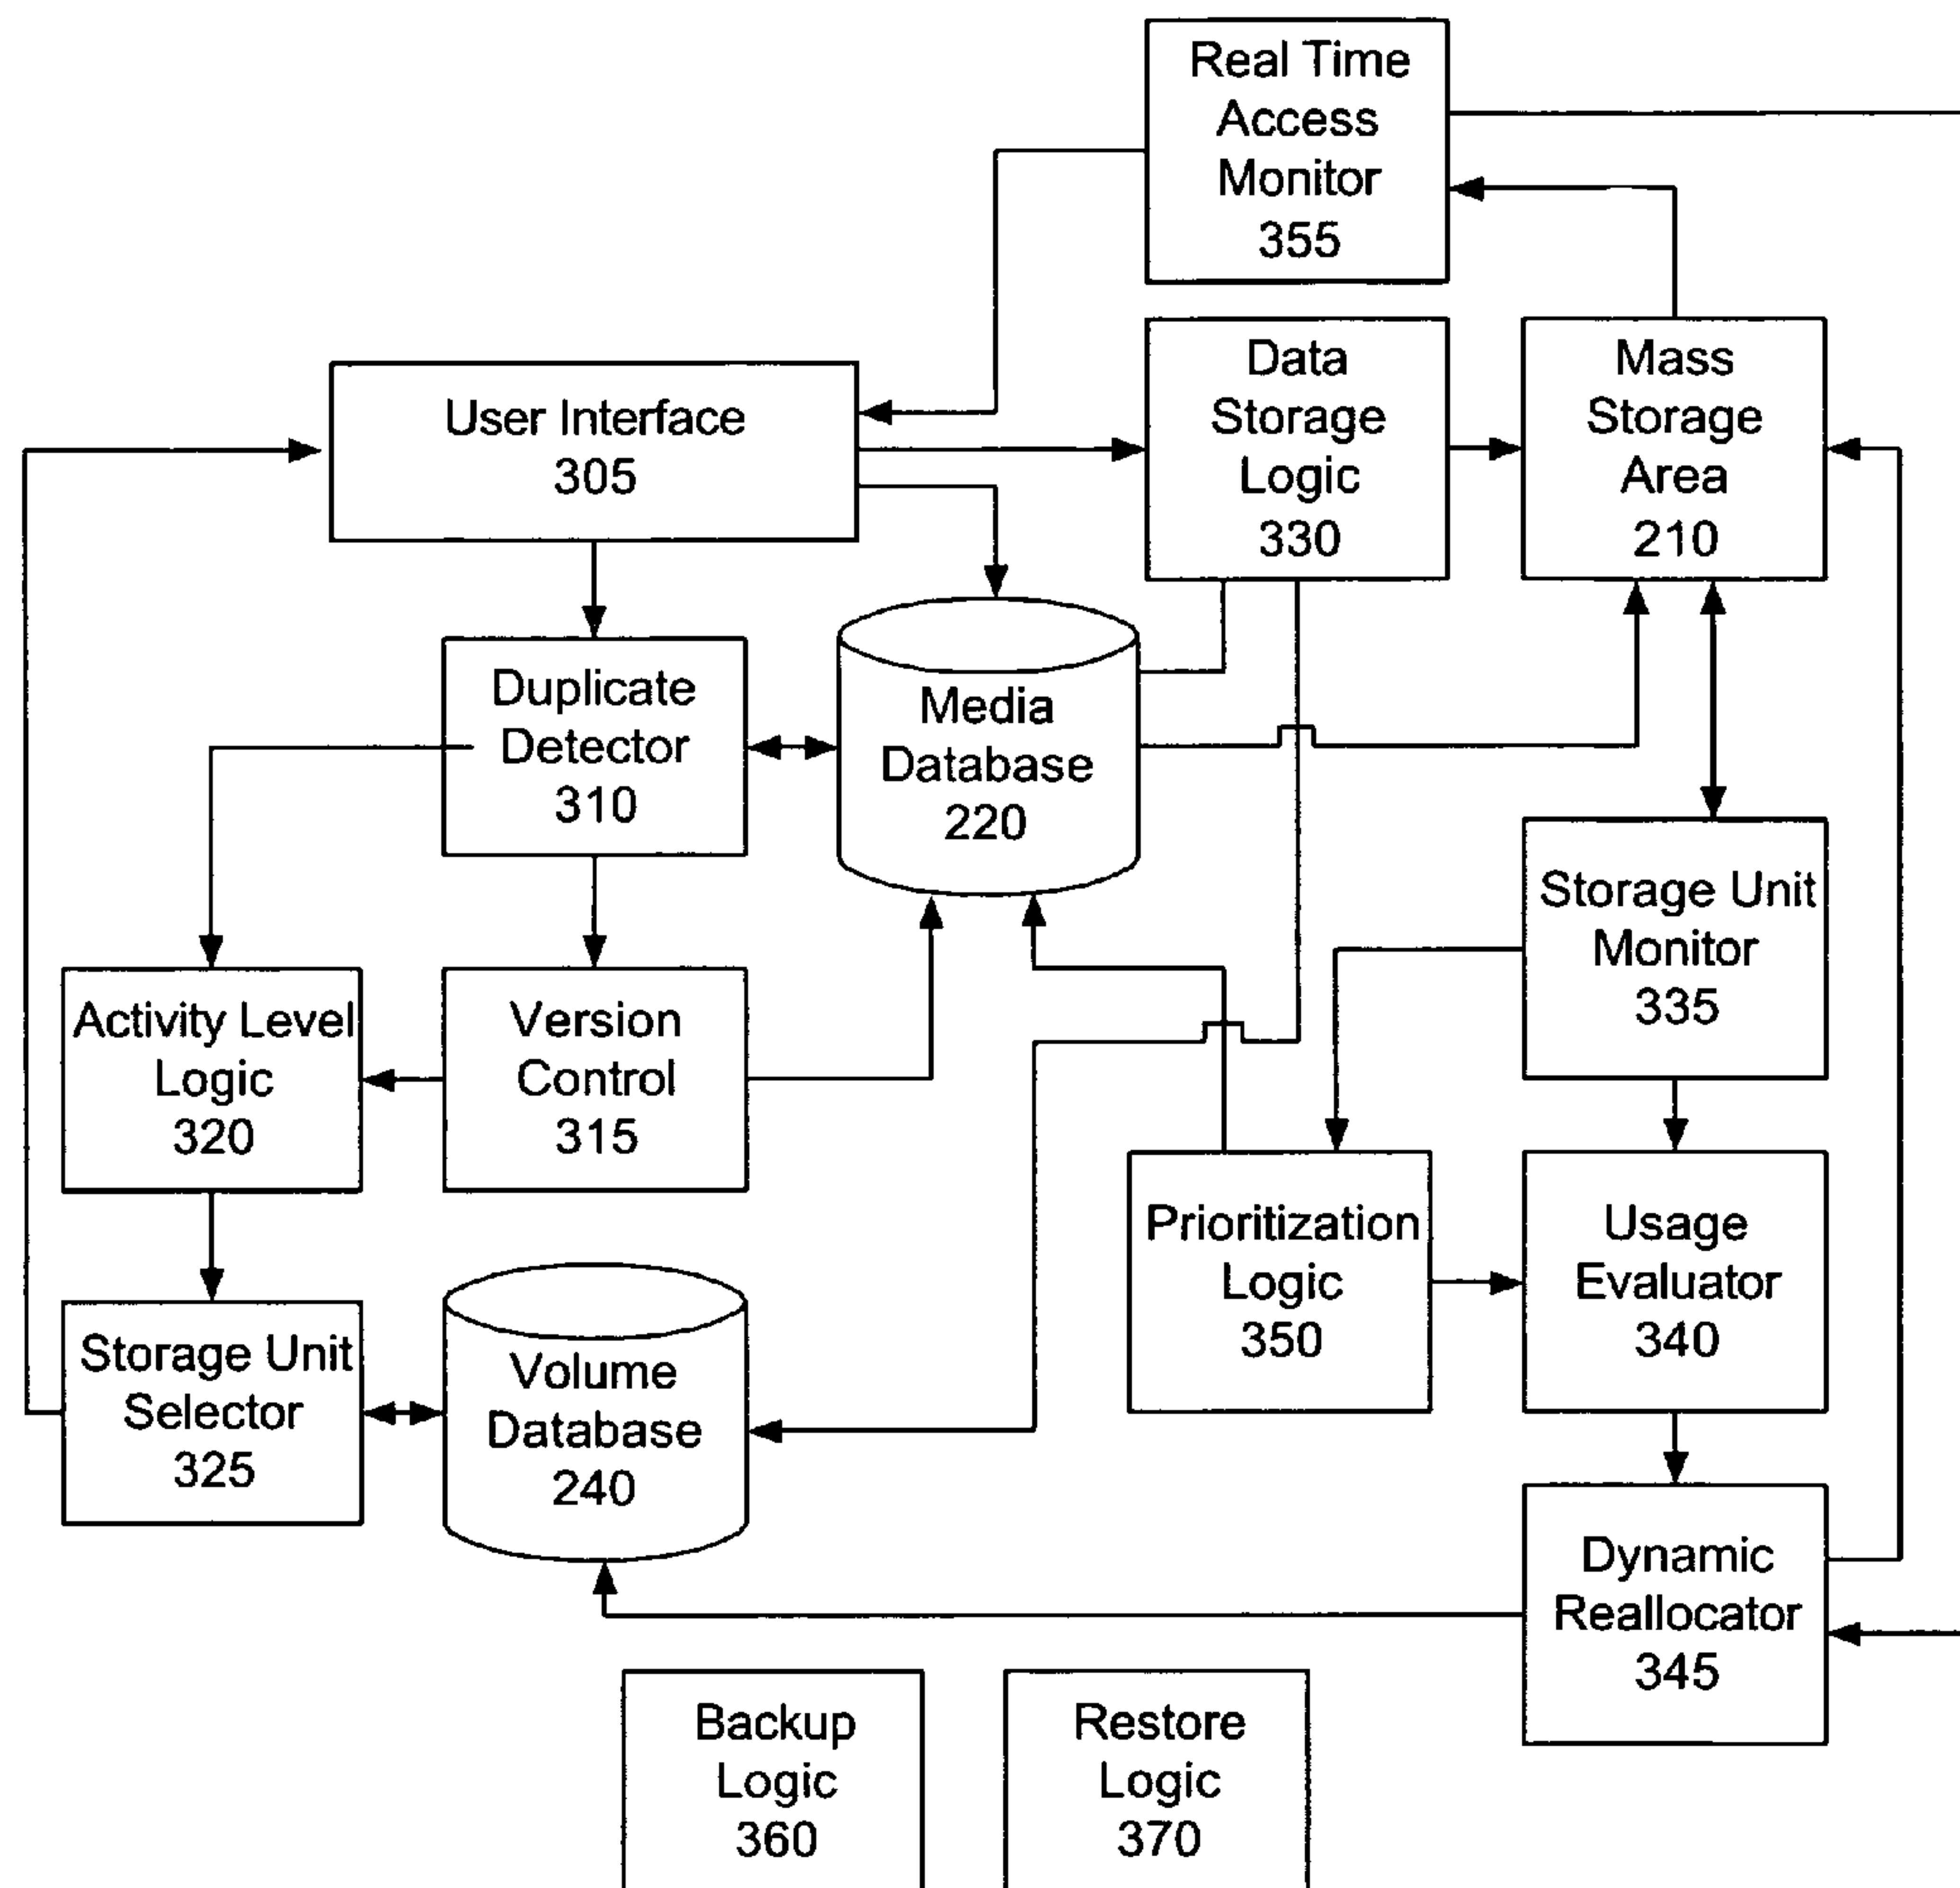 Real Time
Access
Monitor
355
User Interface
305
Data
Storage
Logic
330
Mass
Storage
Area
210
Duplicate
Detector
310
Media
Database
220
Storage Unit
Monitor
335
Activity Level
Logic
320
Version
Control
315
Prioritization
Logic
350
Usage
Evaluator
340
Storage Unit
Selector
325
Volume
Database
240
Dynamic
Reallocator
345
Backup
Logic
360
Restore
Logic
370